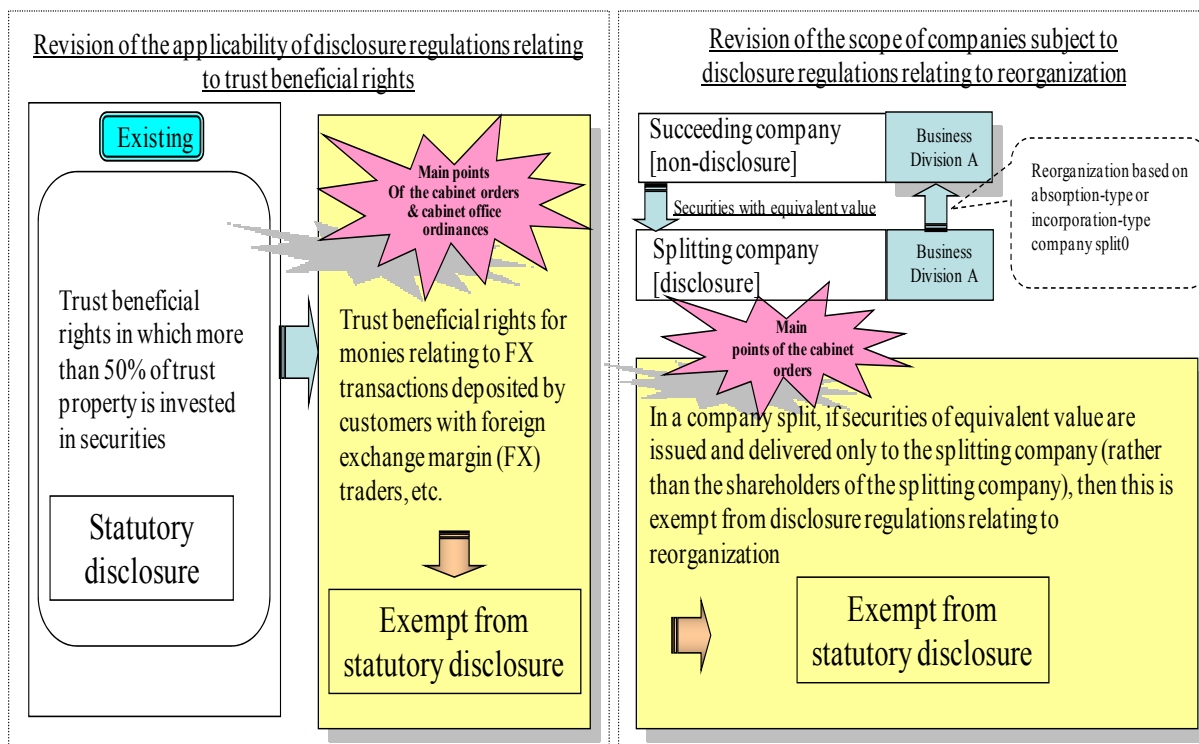 Revision of the applicability of disclosure regulations relating
to trust beneficial rights
Existing
Trust beneficial
rights in which more
than 50% of trust
property is invested
in securities
Statutory
disclosure
Main points
Of the cabinet orders
& cabinet office
ordinances
Trust beneficial rights for
monies relating to FX
transactions deposited by
customers with foreign
exchange margin (FX)
traders, etc.
Exempt from
statutory disclosure
Revision of the scope of companies subject to
disclosure regulations relating to reorganization
Succeeding company
[non-disclosure]
Business
Division A
Securities with equivalent value
Splitting company
[disclosure]
Business
Division A
Reorganization based on
absorption-type or
incorporation-type
company split0
Main
points of the cabinet
orders
In a company split, if securities of equivalent value are
issued and delivered only to the splitting company (rather
than the shareholders of the splitting company), then this is
exempt from disclosure regulations relating to
reorganization
Exempt from
statutory disclosure